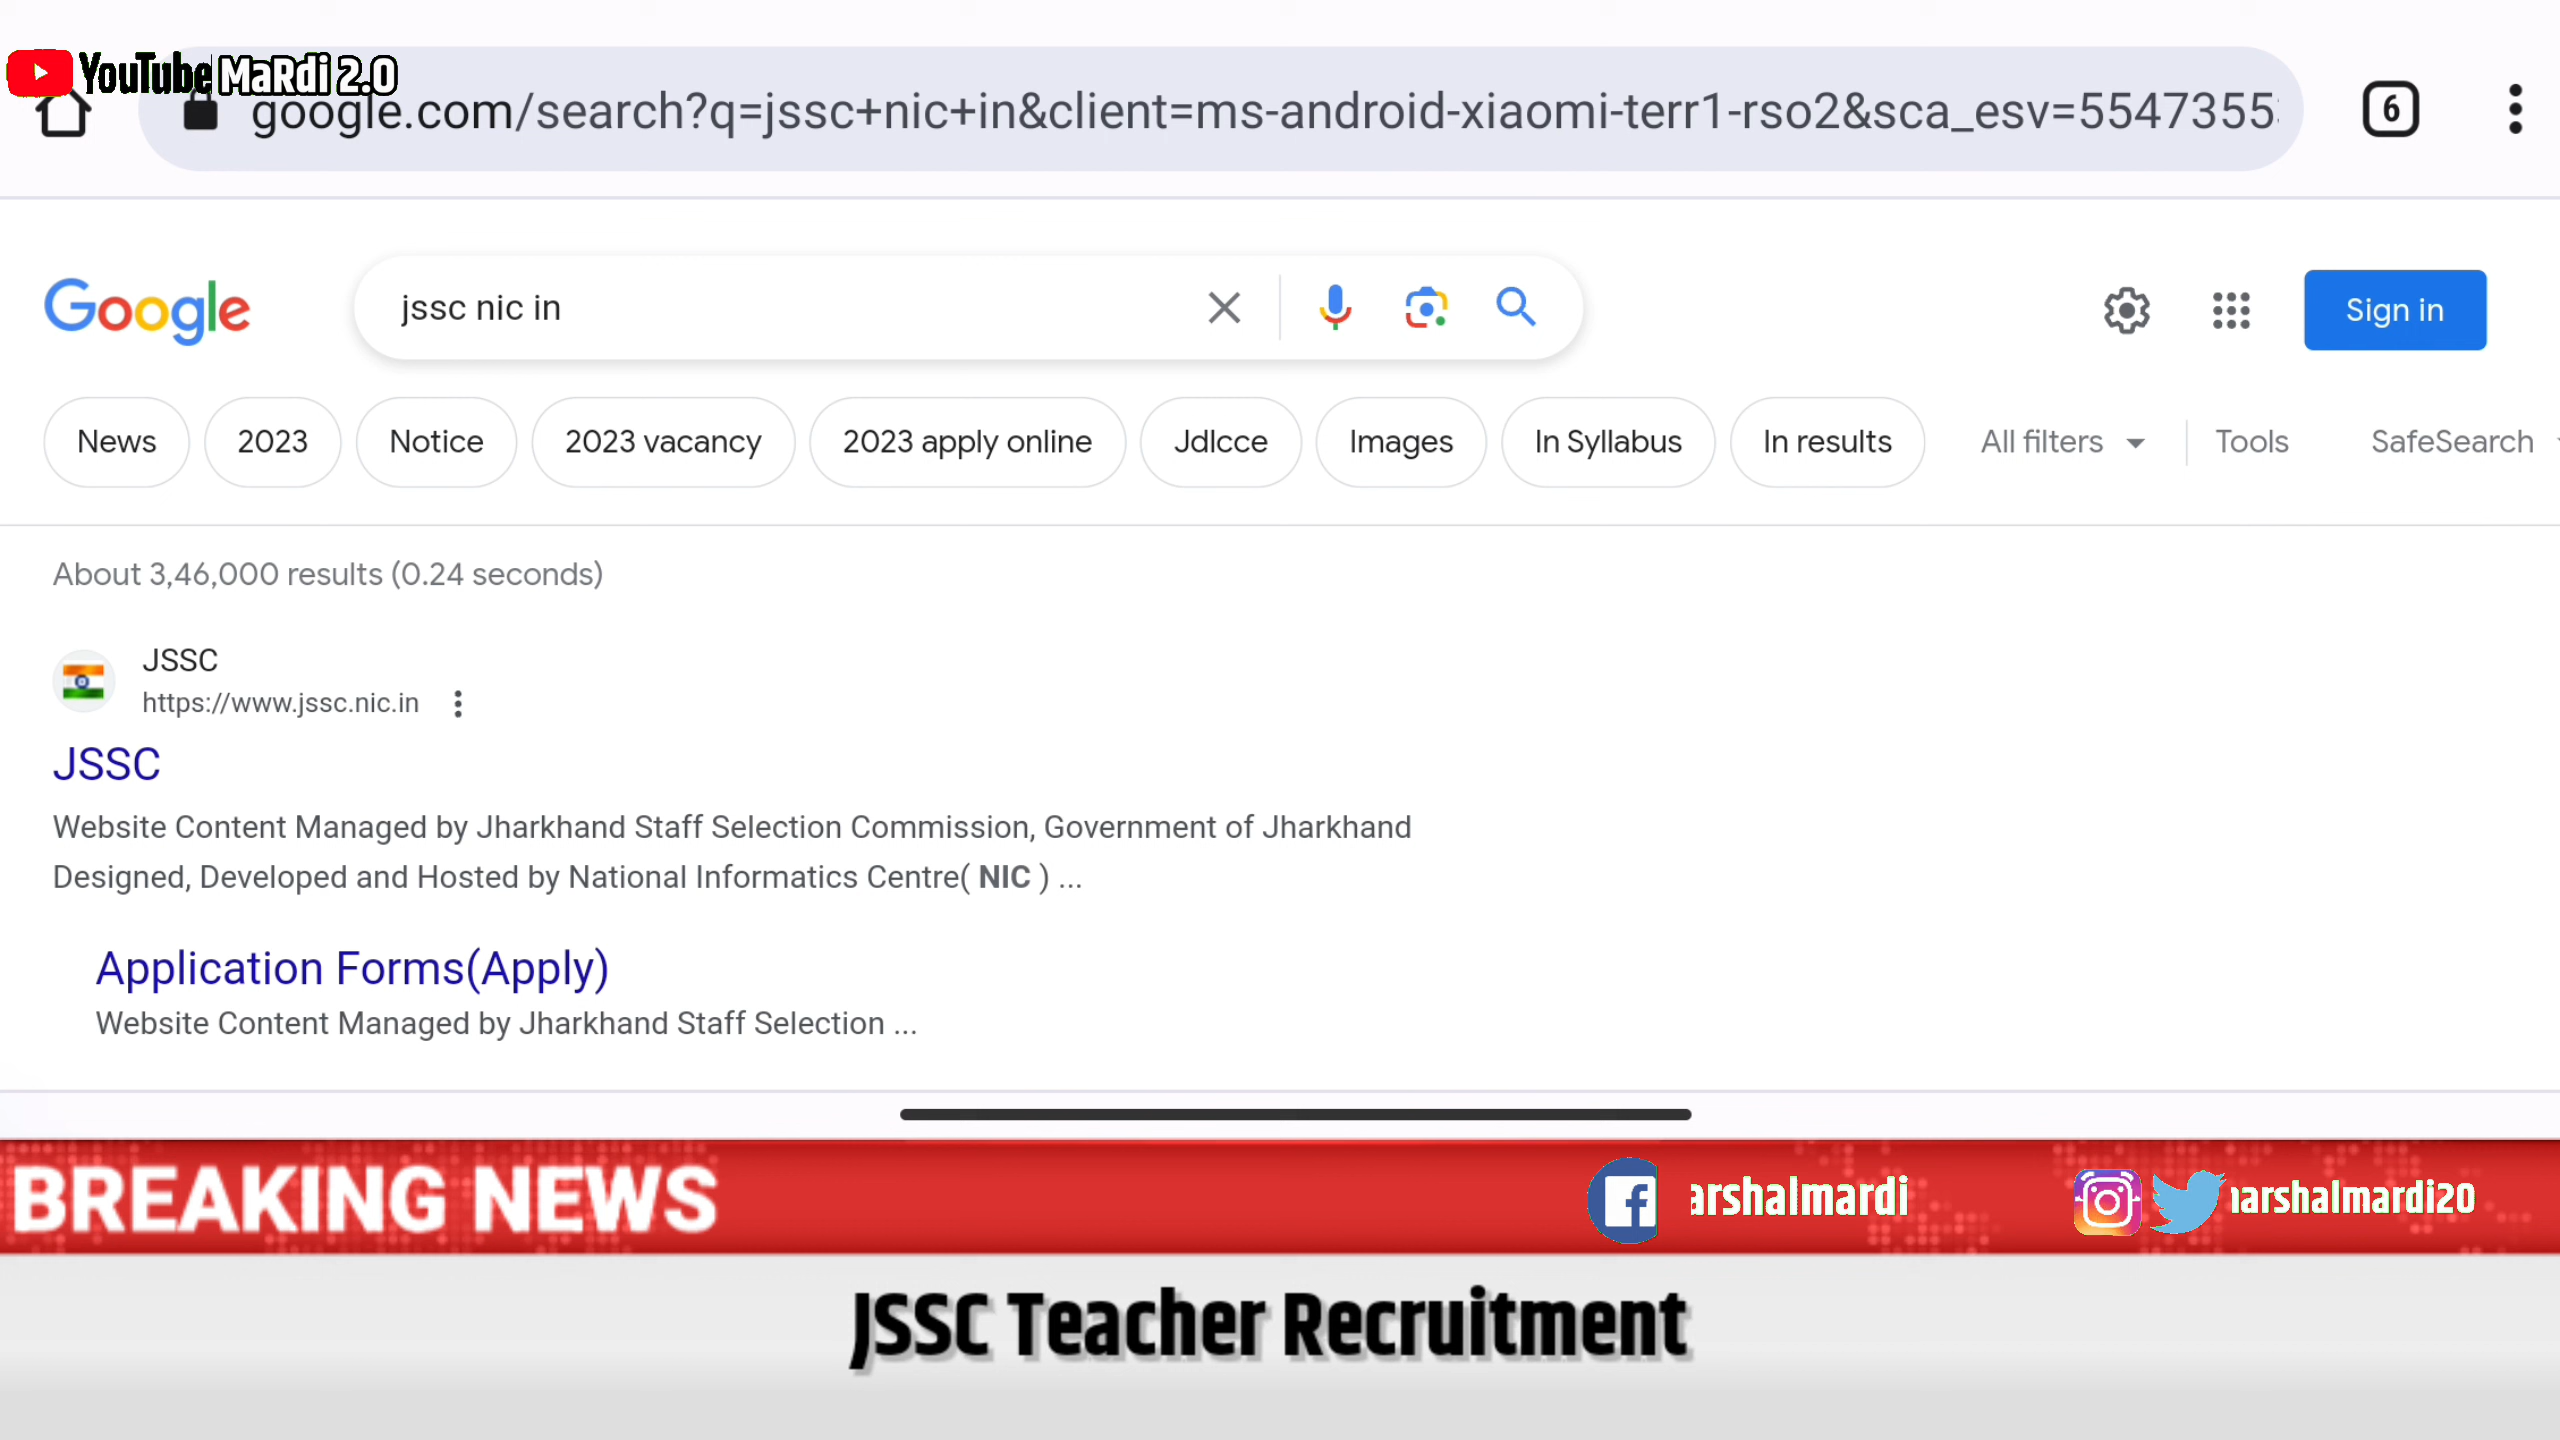 YouTube MaRdi 2.0
google.com/search?q=jssc+nic+in&client=ms-android-xiaomi-terr1-rso2&sca_esv=5547355
6
Google
jssc nic in
Sign in
News
2023
Notice
2023 vacancy
2023 apply online
Jdlcce
Images
In Syllabus
In results
All filters
Tools
SafeSearch
About 3,46,000 results (0.24 seconds)
JSSC
https://www.jssc.nic.in
JSSC
Website Content Managed by Jharkhand Staff Selection Commission, Government of Jharkhand
Designed, Developed and Hosted by National Informatics Centre( NIC ) ...
Application Forms(Apply)
Website Content Managed by Jharkhand Staff Selection ...
BREAKING NEWS
arshalmardi
arshalmardi20
JSSC Teacher Recruitment